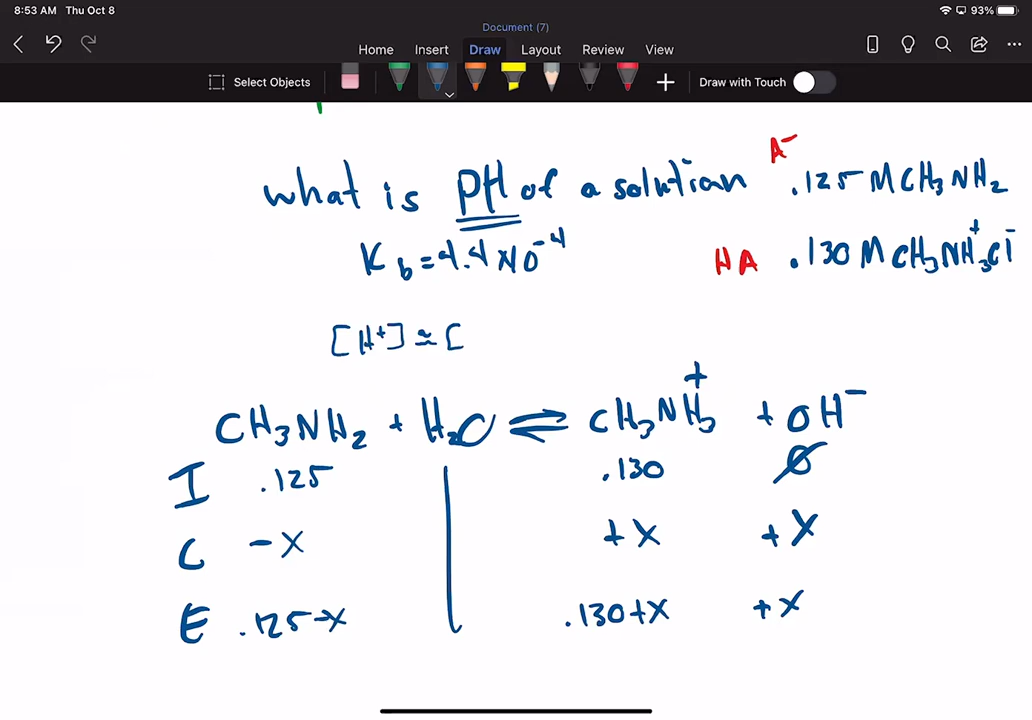 8:53 AM Thu Oct 8
93%
Document (7)
Home Insert Draw Layout Review View
Select Objects
Draw with Touch
what is pH of a solution A⁻ .125 M CH₃NH₂
K_b = 4.4 x 10⁻⁴ HA .130 M CH₃NH₃⁺Cl⁻
[H⁺] ≈ [
CH₃NH₂ + H₂O ⇌ CH₃NH₃⁺ + OH⁻
I .125 .130 Ø
C -x +x +x
E .125-x .130+x +x